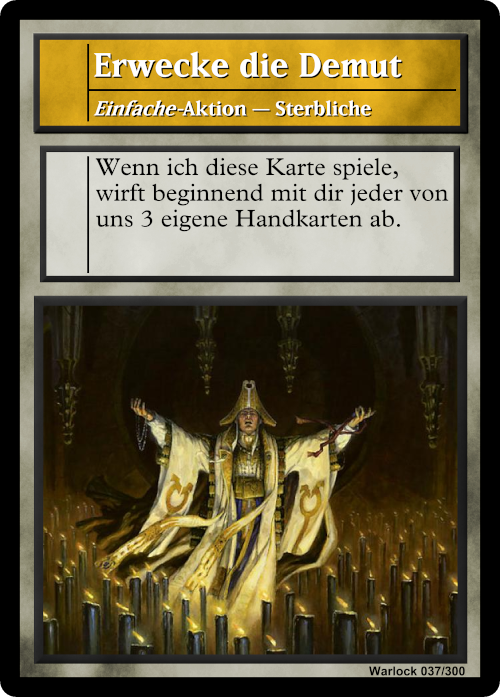 Erwecke die Demut
Einfache-Aktion — Sterbliche
Wenn ich diese Karte spiele,
wirft beginnend mit dir jeder von
uns 3 eigene Handkarten ab.
Warlock 037/300